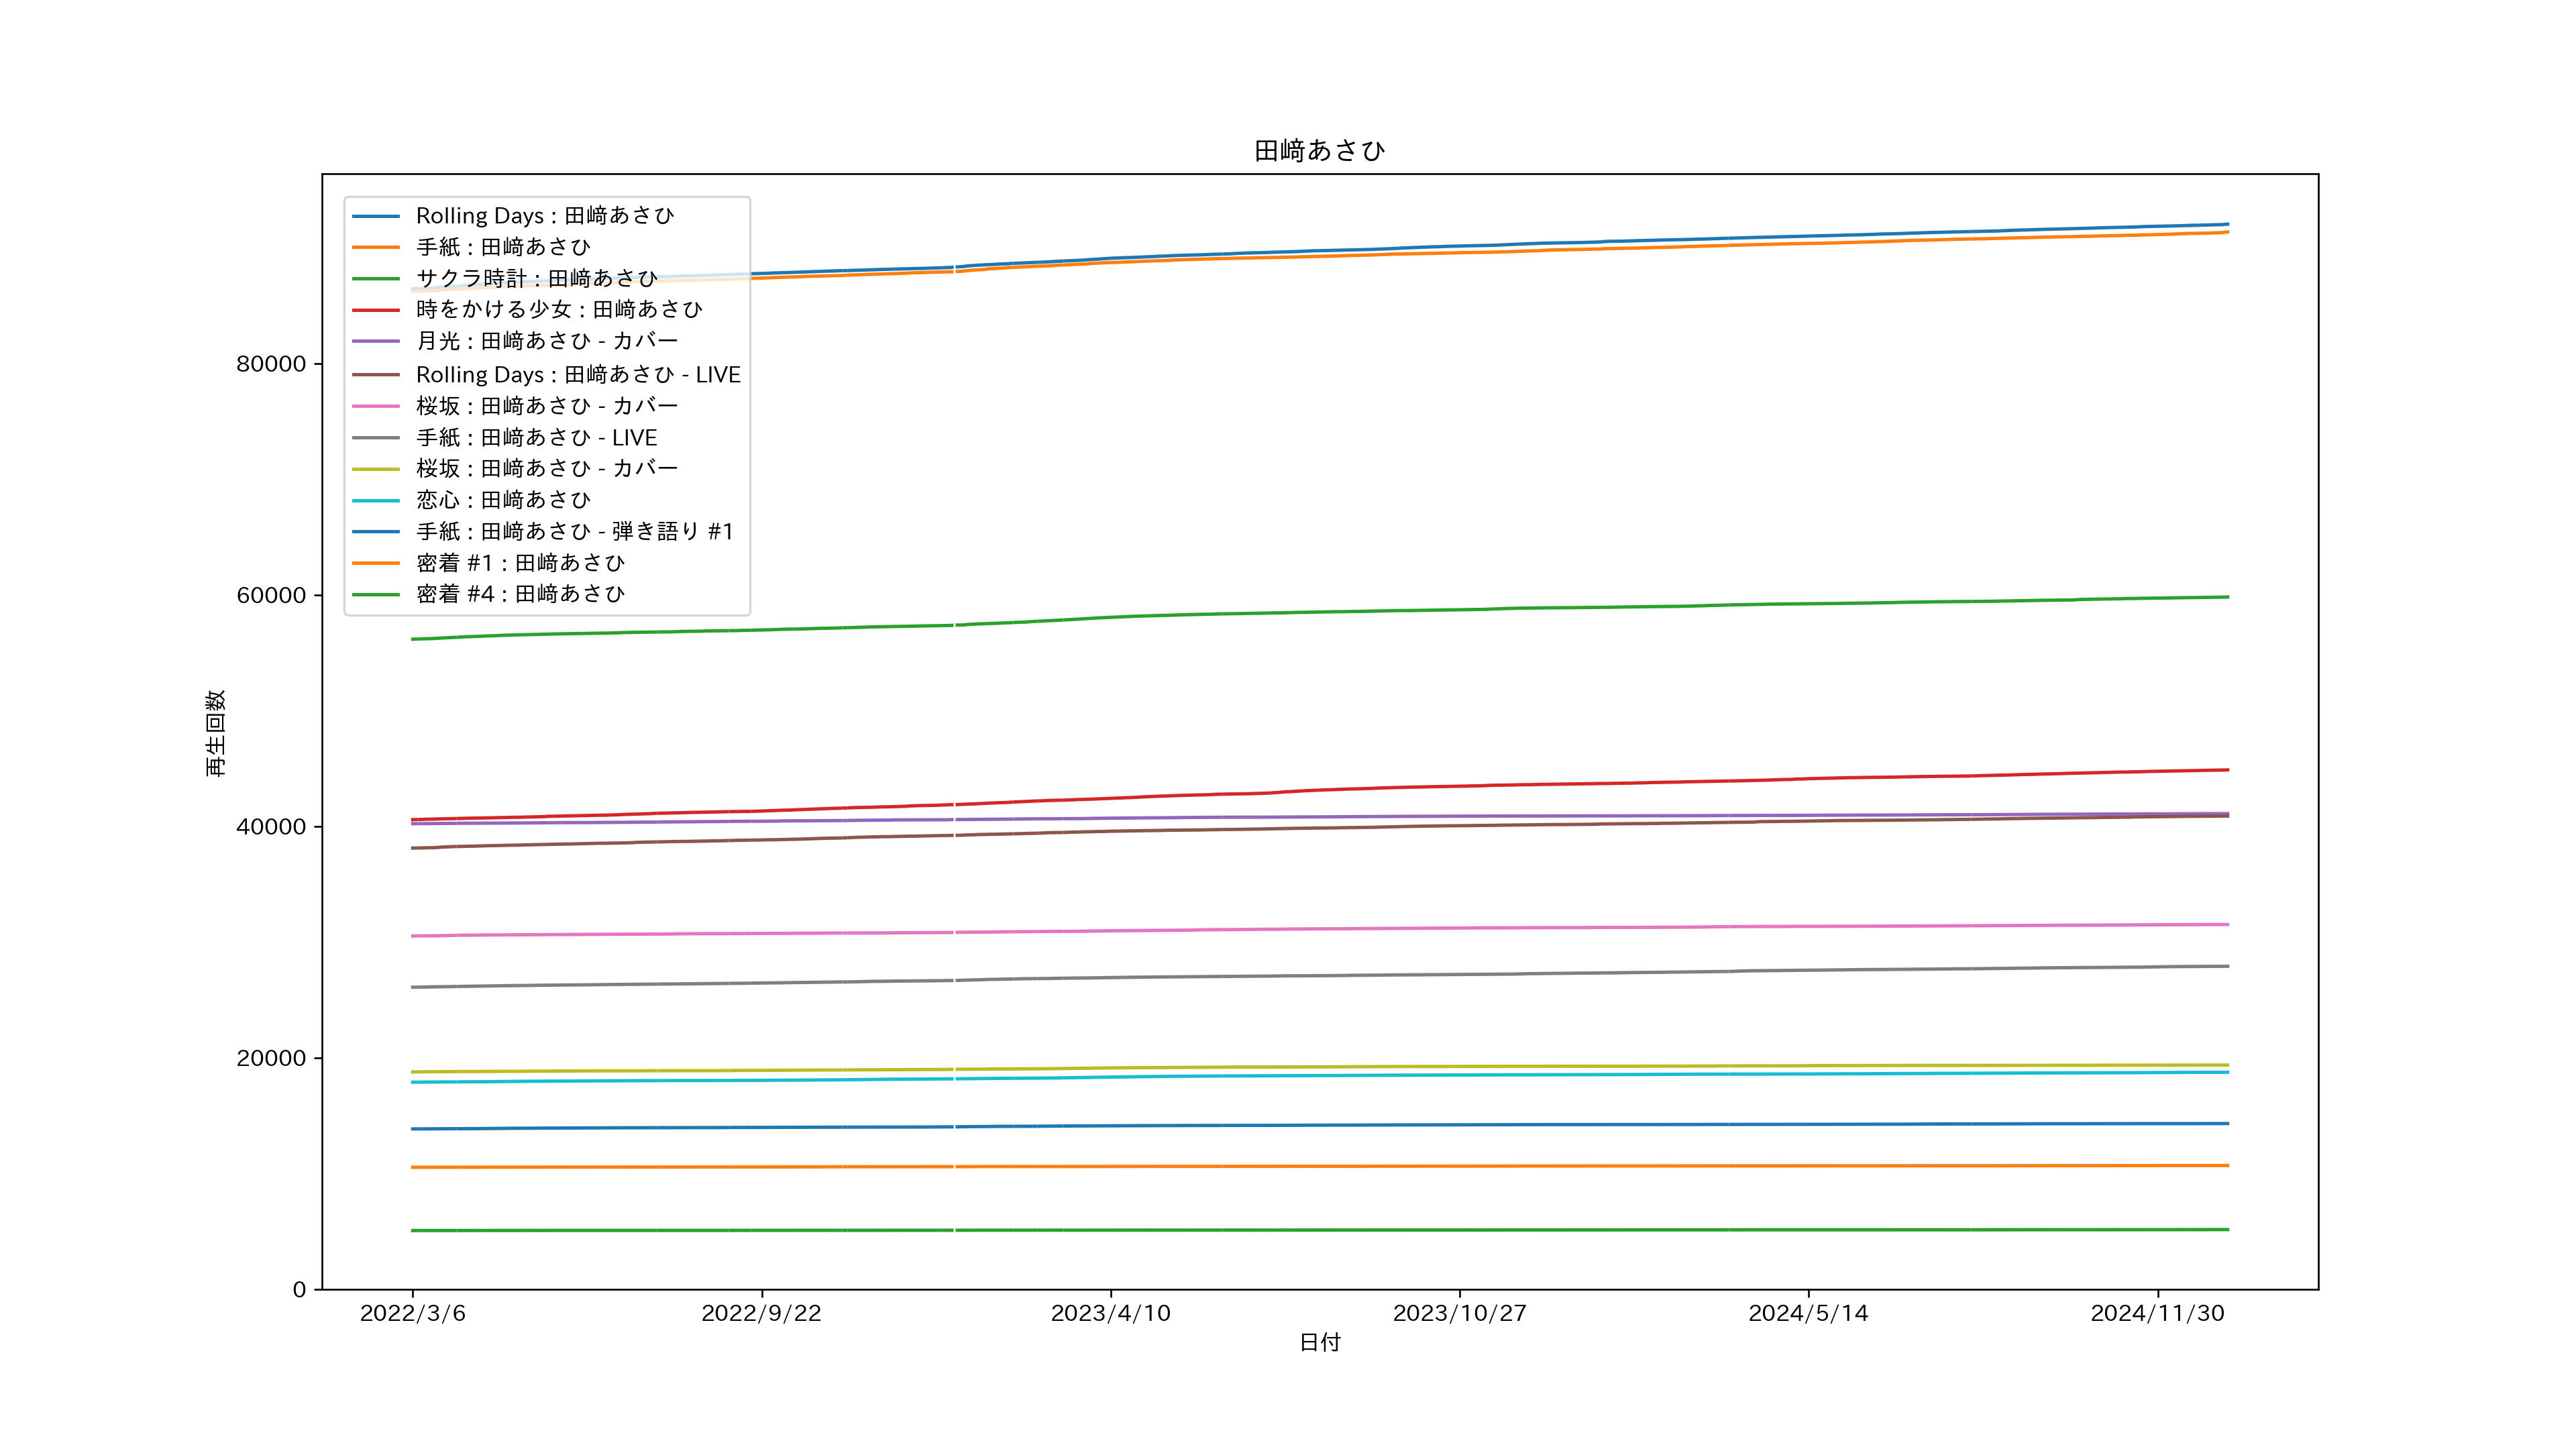 田﨑あさひ
Rolling Days : 田﨑あさひ
手紙 : 田﨑あさひ
サクラ時計 : 田﨑あさひ
時をかける少女 : 田﨑あさひ
月光 : 田﨑あさひ - カバー
Rolling Days : 田﨑あさひ - LIVE
桜坂 : 田﨑あさひ - カバー
手紙 : 田﨑あさひ - LIVE
桜坂 : 田﨑あさひ - カバー
恋心 : 田﨑あさひ
手紙 : 田﨑あさひ - 弾き語り #1
密着 #1 : 田﨑あさひ
密着 #4 : 田﨑あさひ
再生回数
80000
60000
40000
20000
0
2022/3/6 2022/9/22 2023/4/10 2023/10/27 2024/5/14 2024/11/30
日付